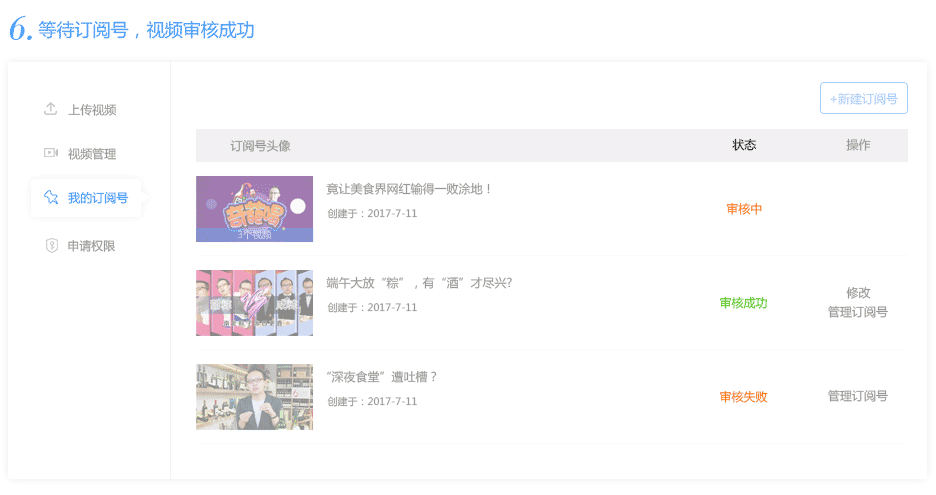 6. 等待订阅号，视频审核成功
+新建订阅号
上传视频
视频管理
我的订阅号
申请权限
订阅号头像 状态 操作
竟让美食界网红输得一败涂地！
创建于：2017-7-11
审核中
3个视频
端午大放“粽”，有“酒”才尽兴?
创建于：2017-7-11
审核成功
修改
管理订阅号
“深夜食堂”遭吐槽？
创建于：2017-7-11
审核失败
管理订阅号